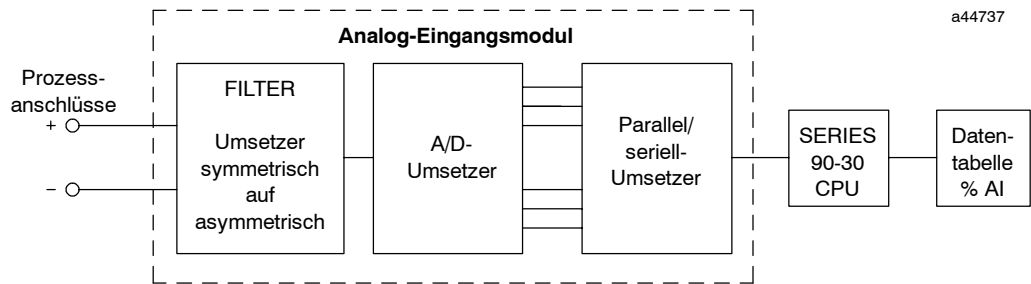 a44737
Analog-Eingangsmodul
Prozess-
anschlüsse
+
−
FILTER
Umsetzer
symmetrisch
auf
asymmetrisch
A/D-
Umsetzer
Parallel/
seriell-
Umsetzer
SERIES
90-30
CPU
Daten-
tabelle
% AI